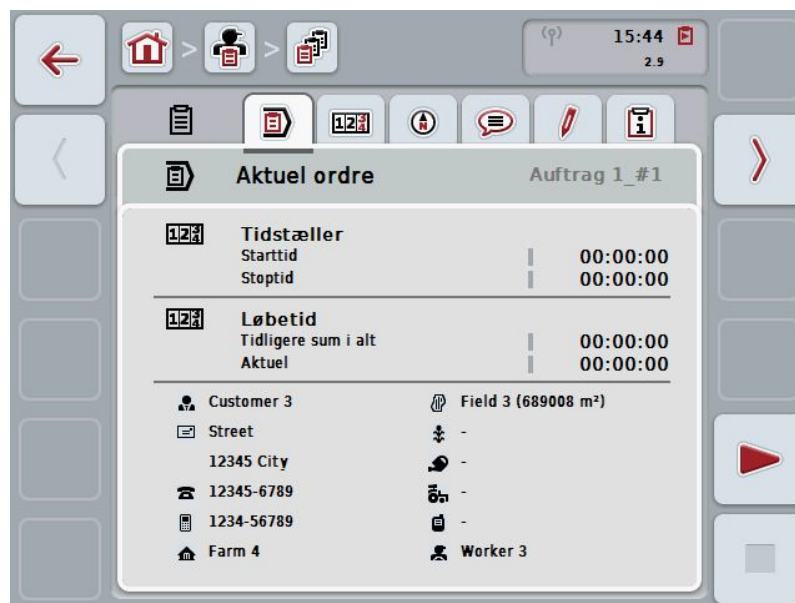 15:44
2.9
Aktuel ordre
Auftrag 1_#1
Tidstæller
Starttid 00:00:00
Stoptid 00:00:00
Løbetid
Tidligere sum i alt 00:00:00
Aktuel 00:00:00
Customer 3
Field 3 (689008 m²)
Street
-
12345 City
-
12345-6789
-
1234-56789
-
Farm 4
Worker 3